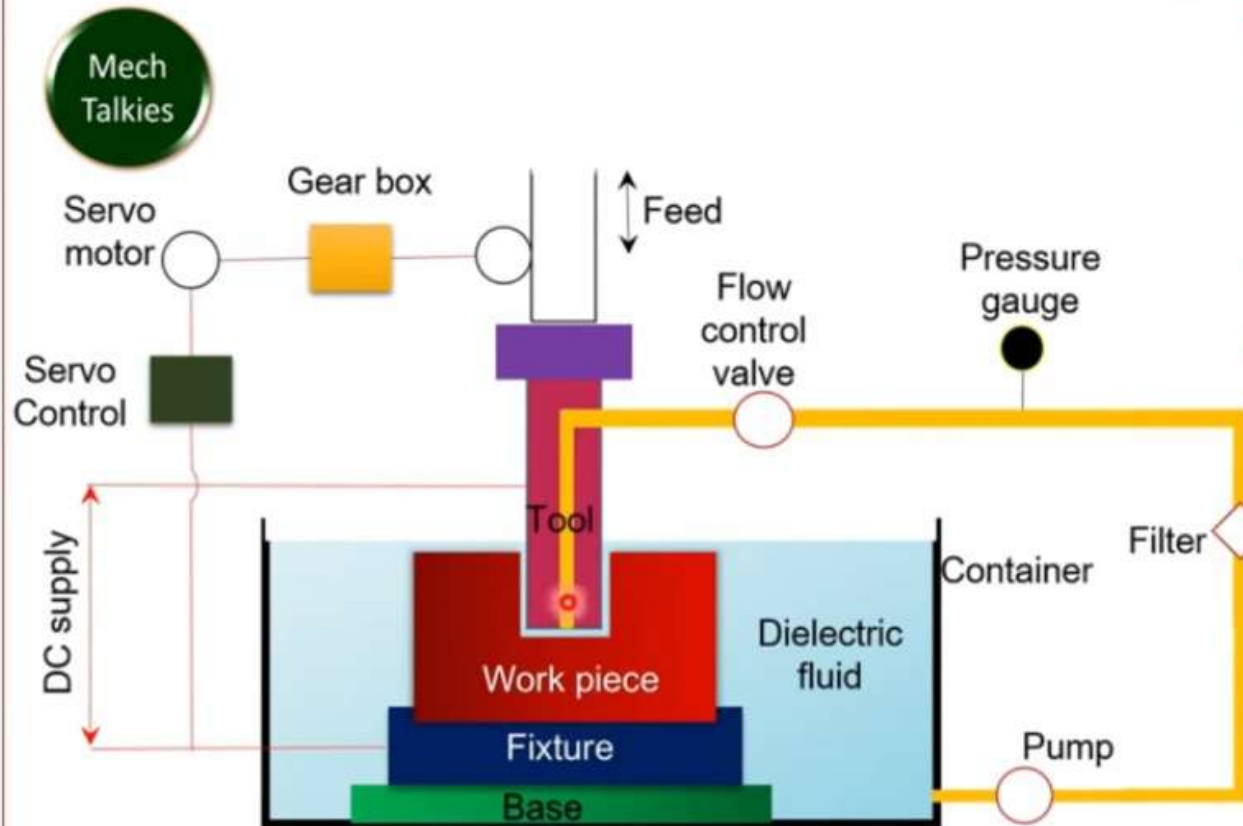 Mech
Talkies
Gear box
Servo
motor
Feed
Pressure
gauge
Flow
control
valve
Servo
Control
DC supply
Tool
Filter
Container
Dielectric
fluid
Work piece
Fixture
Pump
Base